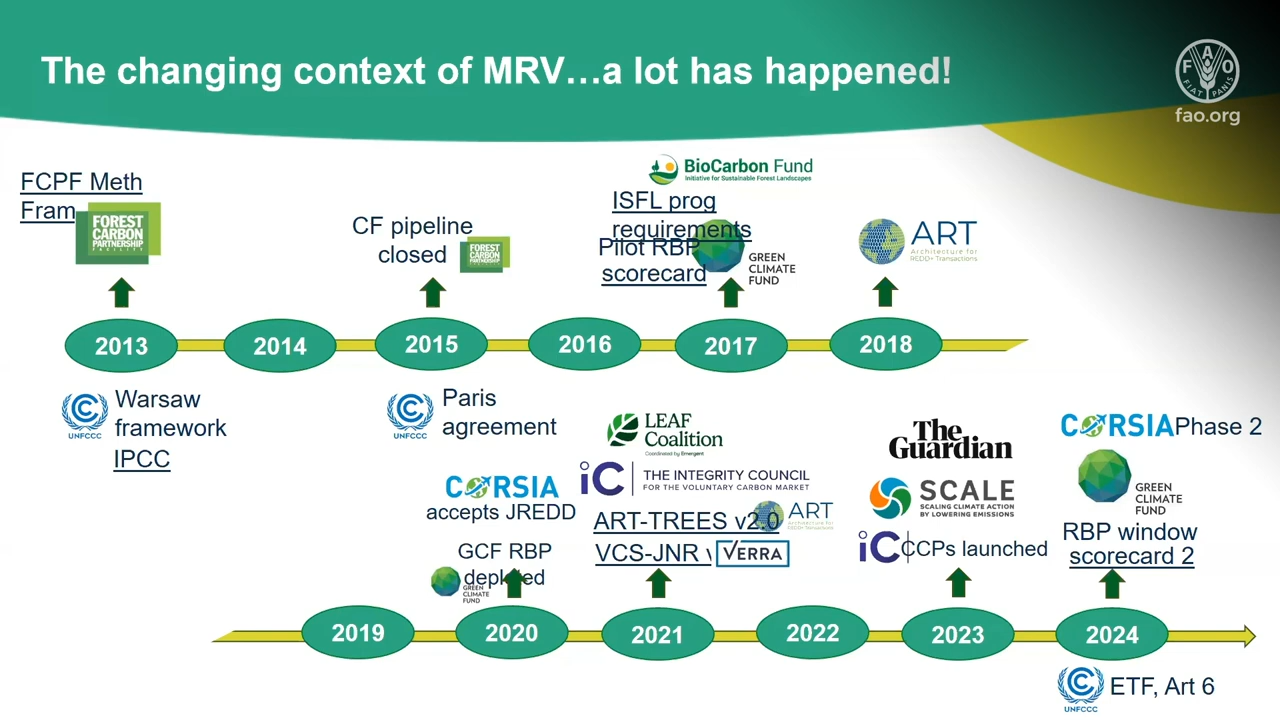 The changing context of MRV...a lot has happened!
FAO
FIAT PANIS
fao.org
FCPF Meth
Fram
FOREST
CARBON
PARTNERSHIP
FACILITY
CF pipeline
closed
FOREST
CARBON
PARTNERSHIP
BioCarbon Fund
Initiative for Sustainable Forest Landscapes
ISFL prog
requirements
Pilot RBP
scorecard
GREEN
CLIMATE
FUND
ART
Architecture for
REDD+ Transactions
2013
2014
2015
2016
2017
2018
UNFCCC
Warsaw
framework
IPCC
UNFCCC
Paris
agreement
CORSIA
accepts JREDD
GCF RBP
depleted
GREEN
CLIMATE
FUND
LEAF
Coalition
Coordinated by Emergent
iC THE INTEGRITY COUNCIL
FOR THE VOLUNTARY CARBON MARKET
ART-TREES v2.0
ART
Architecture for
REDD+ Transactions
VCS-JNR
VERRA
The
Guardian
SCALE
SCALING CLIMATE ACTION
BY LOWERING EMISSIONS
iC CCPs launched
CORSIA Phase 2
GREEN
CLIMATE
FUND
RBP window
scorecard 2
2019
2020
2021
2022
2023
2024
UNFCCC
ETF, Art 6